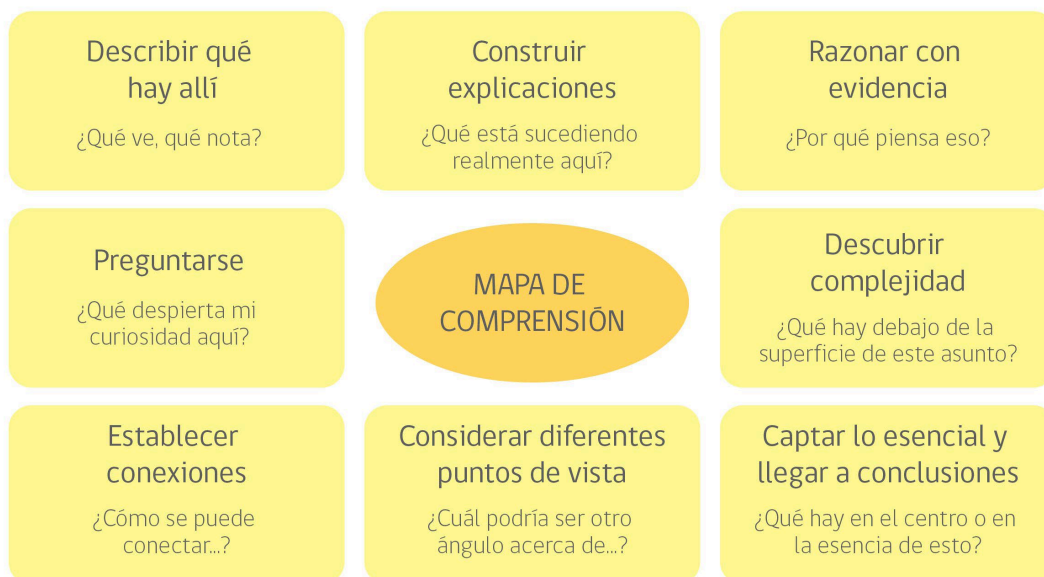 Describir qué
hay allí
¿Qué ve, qué nota?
Construir
explicaciones
¿Qué está sucediendo
realmente aquí?
Razonar con
evidencia
¿Por qué piensa eso?
Preguntarse
¿Qué despierta mi
curiosidad aquí?
MAPA DE
COMPRENSIÓN
Descubrir
complejidad
¿Qué hay debajo de la
superficie de este asunto?
Establecer
conexiones
¿Cómo se puede
conectar...?
Considerar diferentes
puntos de vista
¿Cuál podría ser otro
ángulo acerca de...?
Captar lo esencial y
llegar a conclusiones
¿Qué hay en el centro o en
la esencia de esto?